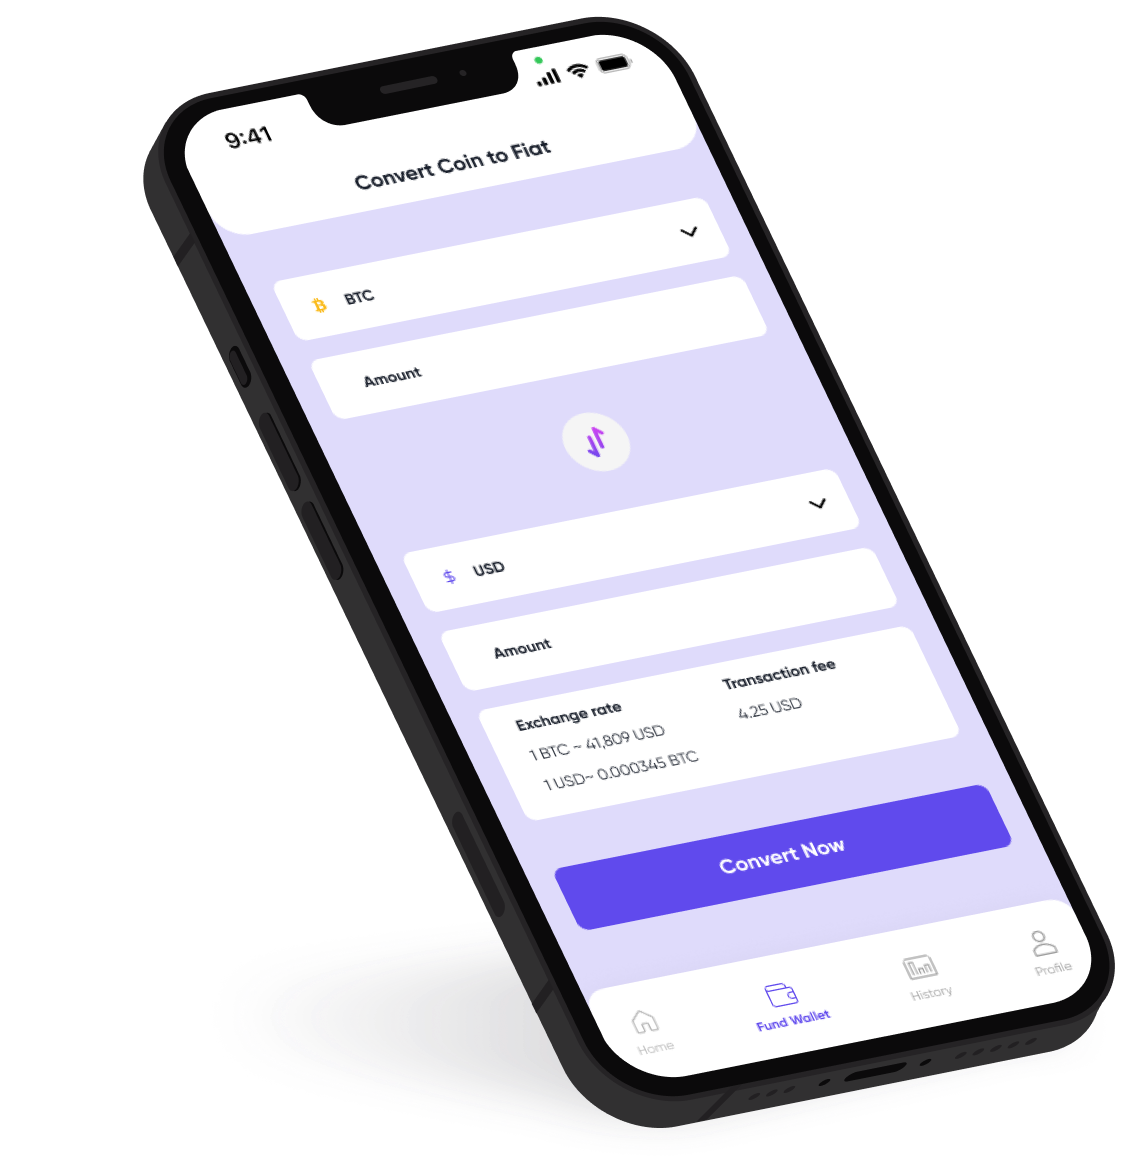 9:41
Convert Coin to Fiat
BTC
Amount
$ USD
Amount
Exchange rate
Transaction fee
1 BTC ~ 41,809 USD
4.25 USD
1 USD~ 0.000345 BTC
Convert Now
Home
Fund Wallet
History
Profile